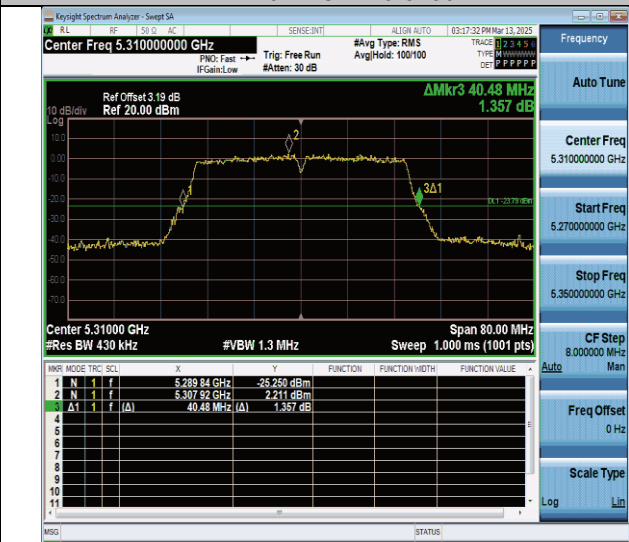 Keysight Spectrum Analyzer - Swept SA
RL RF 50 Ω AC SENSE:INT ALIGN AUTO 03:17:32 PM Mar 13, 2025
Center Freq 5.310000000 GHz
PNO: Fast
IFGain:Low
Trig: Free Run
#Atten: 30 dB
#Avg Type: RMS
Avg|Hold: 100/100
TRACE 1 2 3 4 5 6
TYPE M W W W W W
DET P P P P P P
Frequency
Auto Tune
Center Freq
5.310000000 GHz
Start Freq
5.270000000 GHz
Stop Freq
5.350000000 GHz
CF Step
8.000000 MHz
Auto Man
Freq Offset
0 Hz
Scale Type
Log Lin
Ref Offset 3.19 dB
10 dB/div Ref 20.00 dBm
Log
ΔMkr3 40.48 MHz
1.357 dB
10.0
0.00
-10.0
-20.0
-30.0
-40.0
-50.0
-60.0
-70.0
1
2
3Δ1
DL1 -23.79 dBm
Center 5.31000 GHz Span 80.00 MHz
#Res BW 430 kHz #VBW 1.3 MHz Sweep 1.000 ms (1001 pts)
MKR MODE TRC SCL X Y FUNCTION FUNCTION WIDTH FUNCTION VALUE
1 N 1 f 5.289 84 GHz -25.250 dBm
2 N 1 f 5.307 92 GHz 2.211 dBm
3 Δ1 1 f (Δ) 40.48 MHz (Δ) 1.357 dB
4
5
6
7
8
9
10
11
MSG STATUS